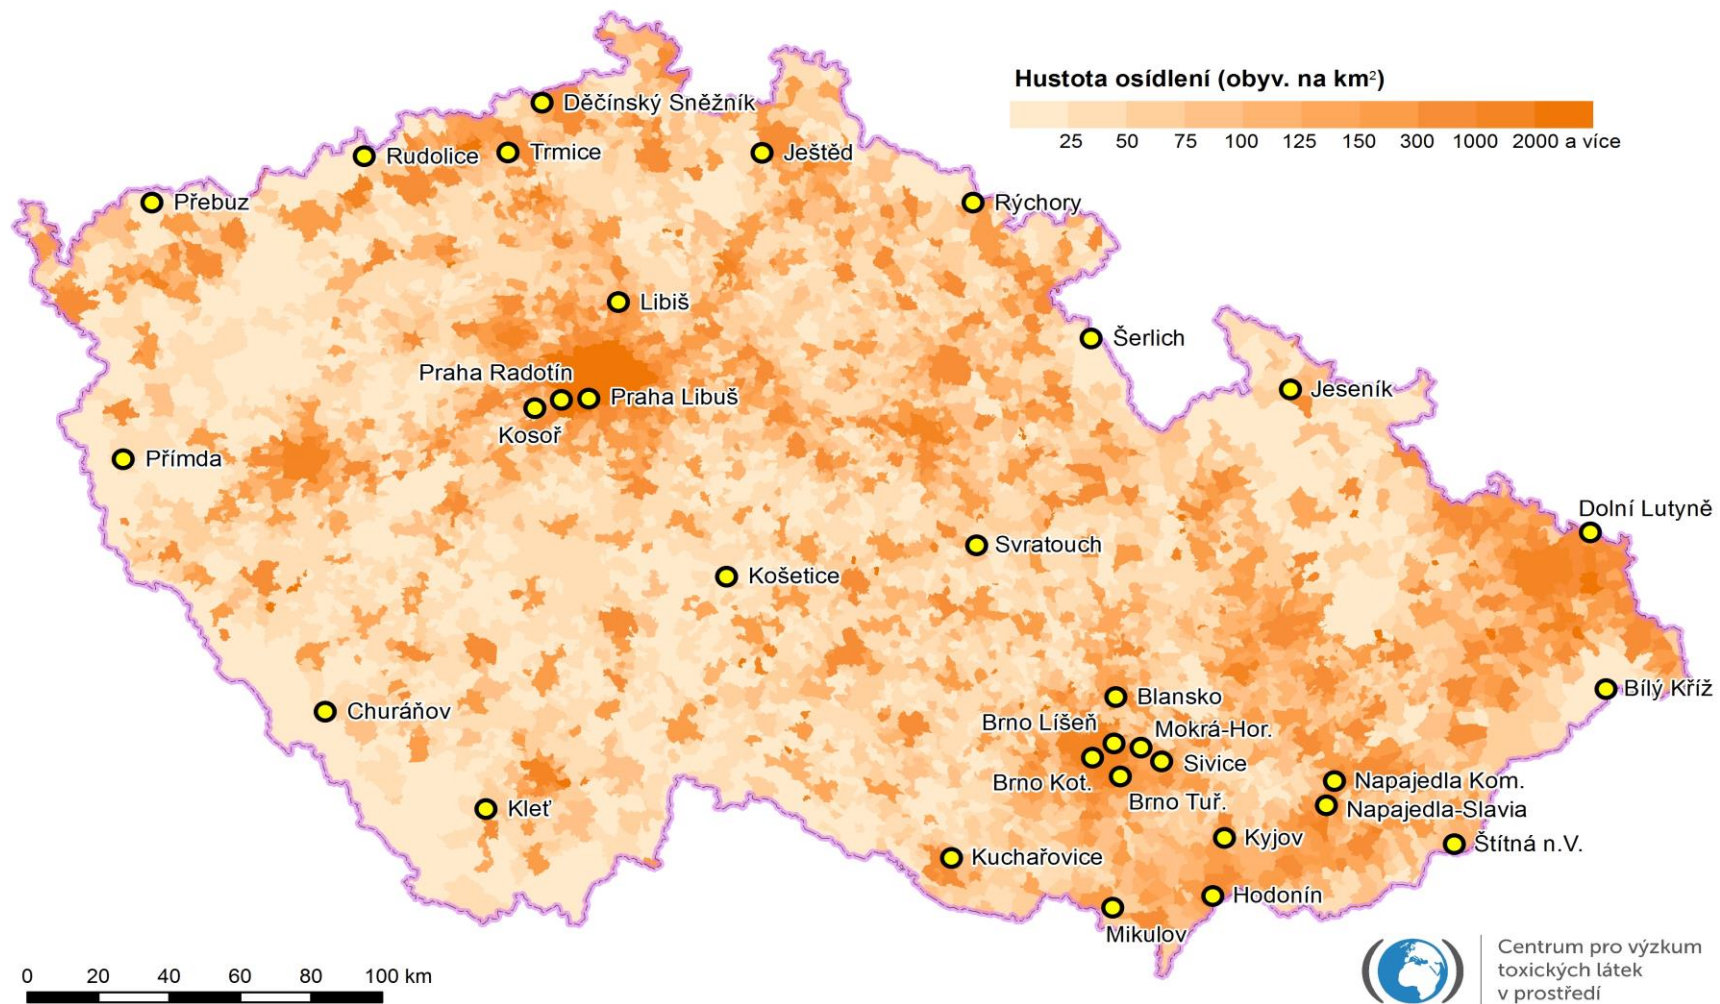 Hustota osídlení (obyv. na km²)
25 50 75 100 125 150 300 1000 2000 a více
Děčínský Sněžník
Rudolice
Trmice
Ještěd
Přebuz
Rýchory
Libiš
Šerlich
Praha Radotín
Praha Libuš
Kosoř
Jeseník
Přímda
Dolní Lutyně
Svratouch
Košetice
Bílý Kříž
Blansko
Churáňov
Brno Líšeň
Mokrá-Hor.
Sivice
Brno Kot.
Brno Tuř.
Napajedla Kom.
Napajedla-Slavia
Kleť
Kyjov
Štítná n.V.
Kuchařovice
Hodonín
Mikulov
0 20 40 60 80 100 km
Centrum pro výzkum
toxických látek
v prostředí